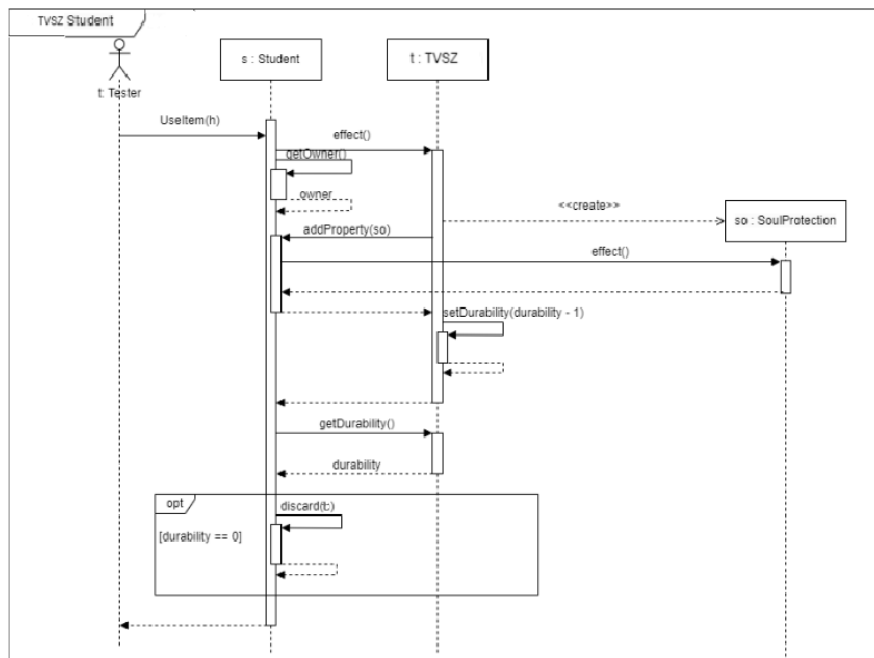 TVSZ Student
t: Tester
s : Student
t : TVSZ
UseItem(h)
effect()
getOwner()
owner
<<create>>
so : SoulProtection
addProperty(so)
effect()
setDurability(durability - 1)
getDurability()
durability
opt
discard(t)
[durability == 0]